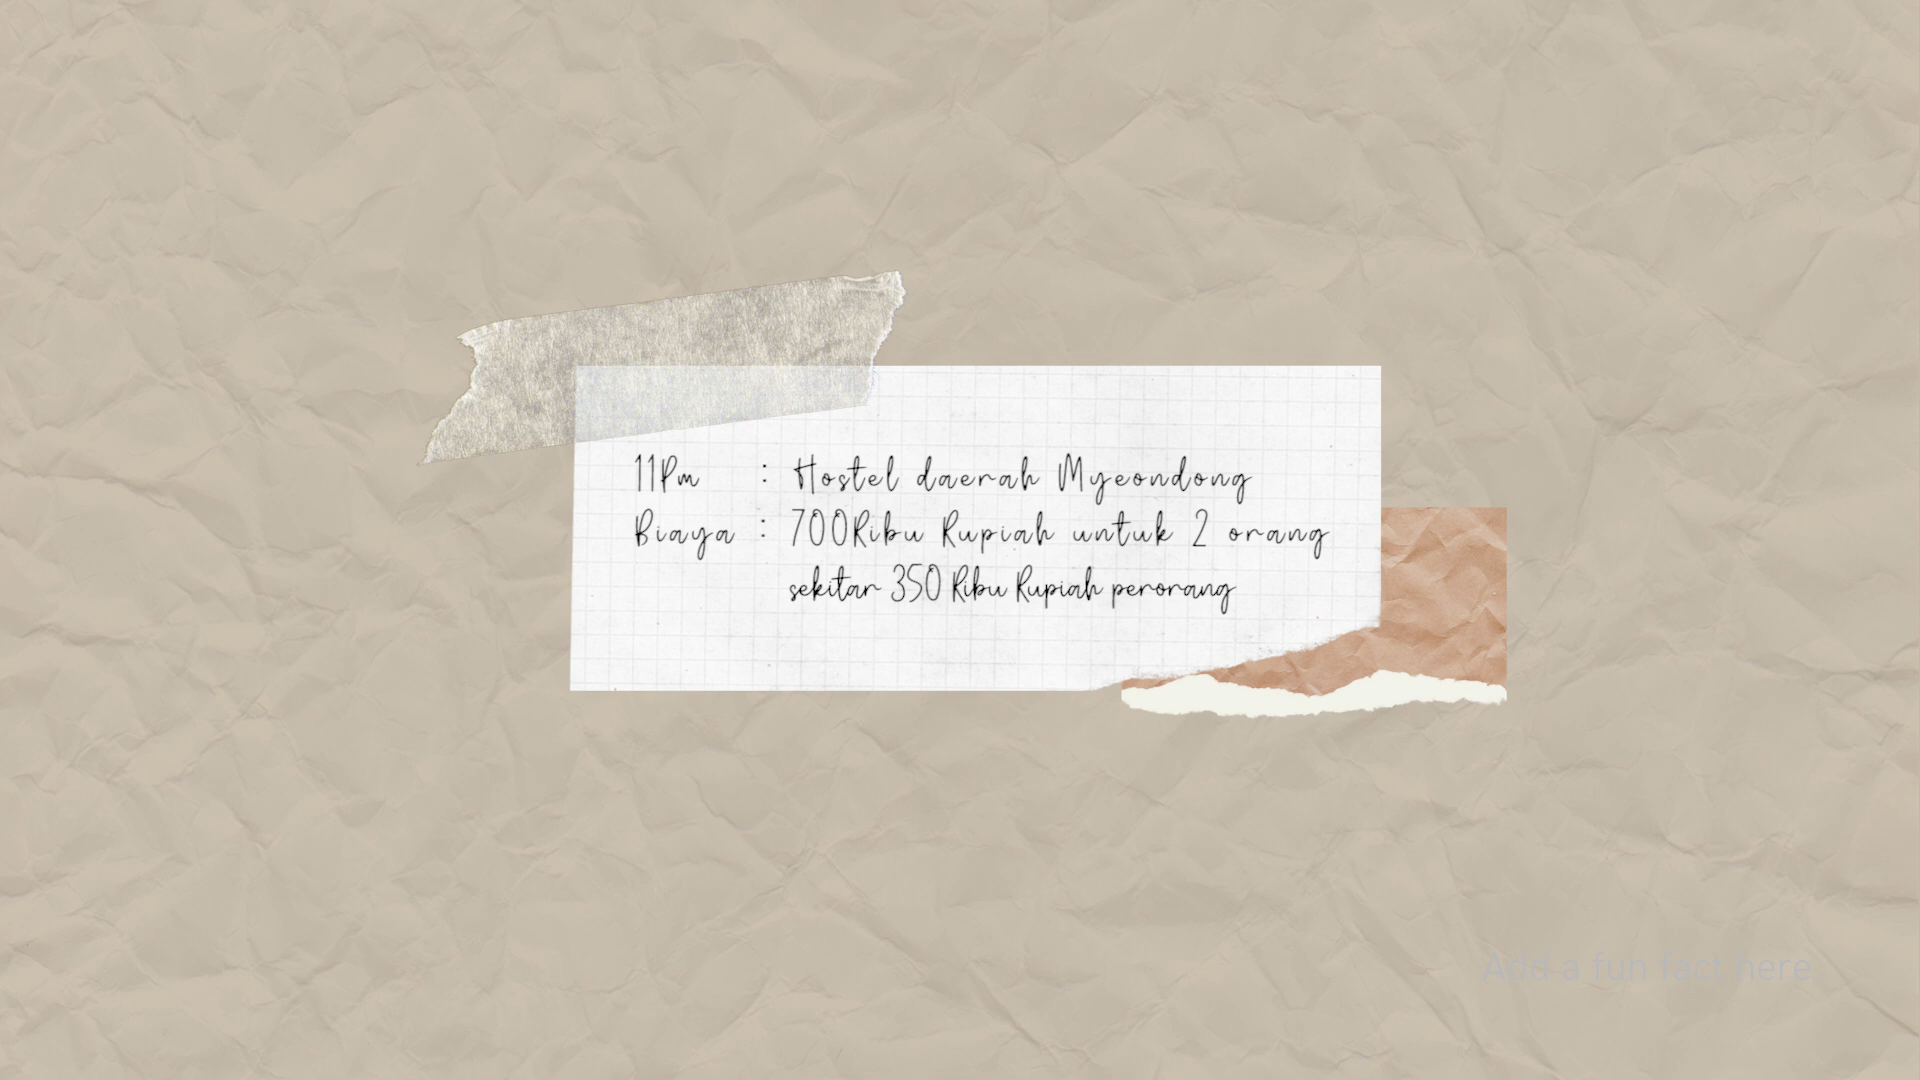 11Pm : Hostel daerah Myeondong
Biaya : 700Ribu Rupiah untuk 2 orang
sekitar 350 Ribu Rupiah perorang
Add a fun fact here